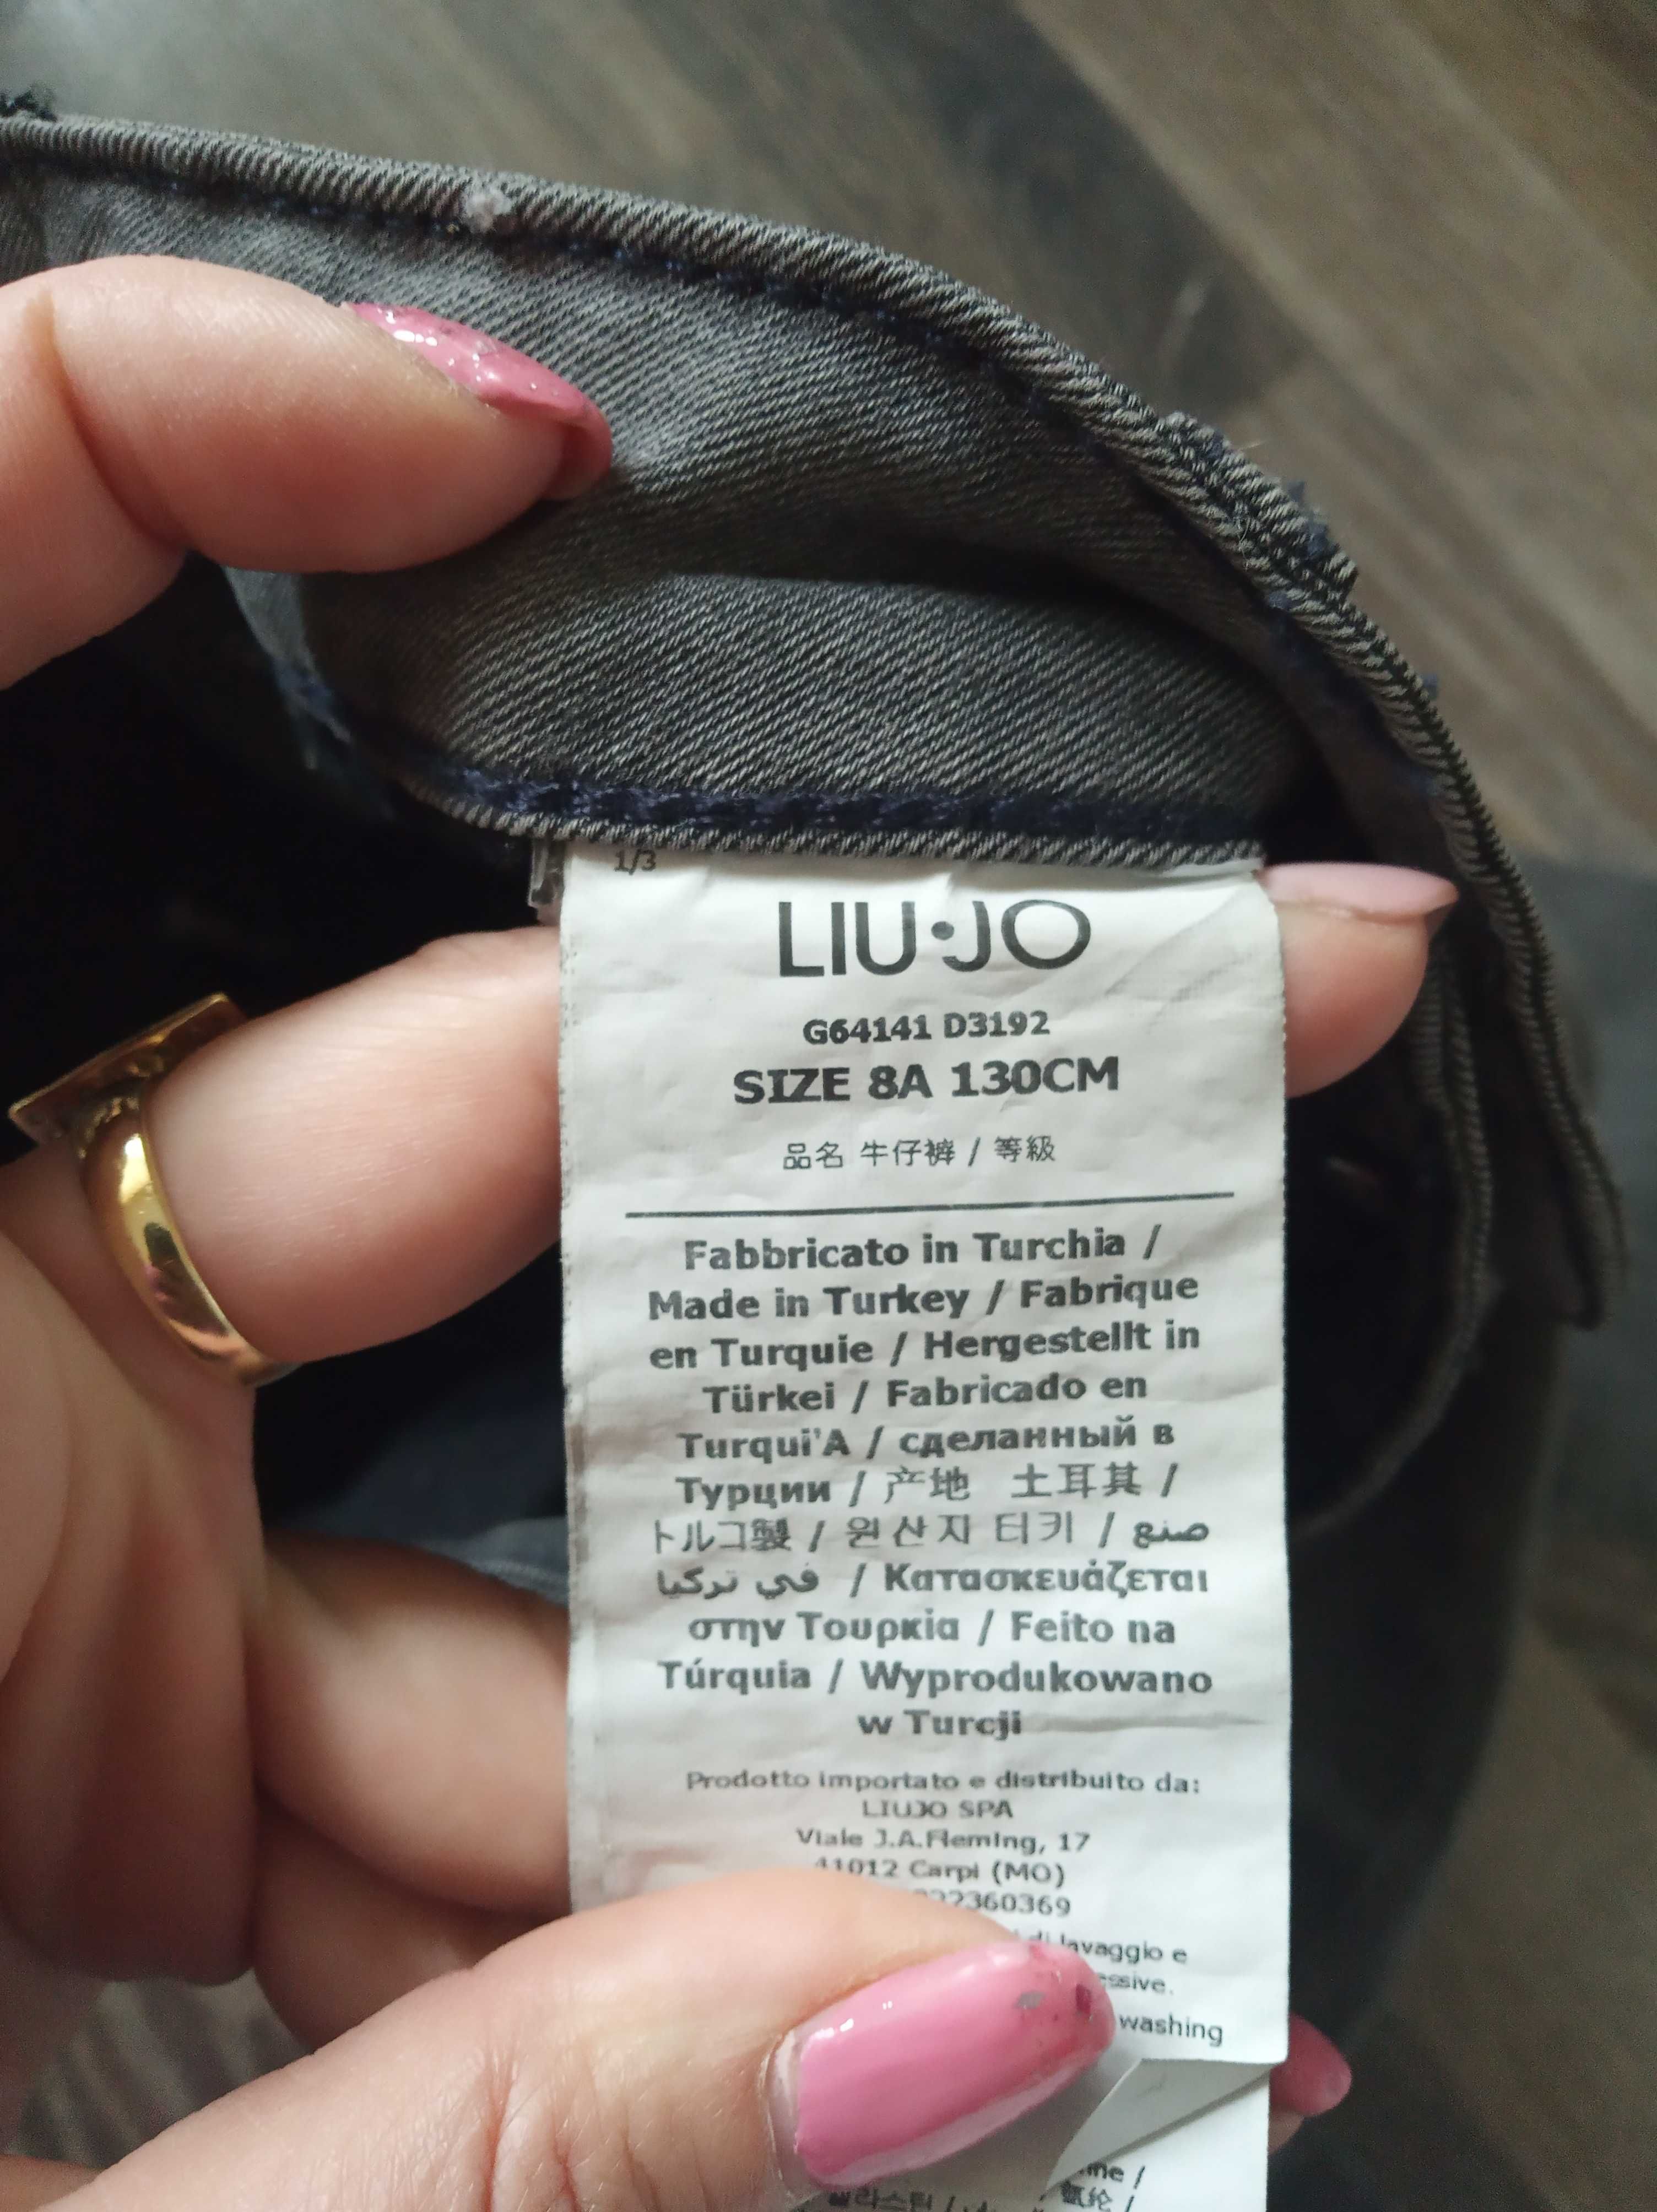 1/3
LIU•JO
G64141 D3192
SIZE 8A 130CM
品名 牛仔裤 / 等級
Fabbricato in Turchia /
Made in Turkey / Fabrique
en Turquie / Hergestellt in
Türkei / Fabricado en
Turqui'A / сделанный в
Турции / 产地 土耳其 /
トルコ製 / 원산지 터키 / صنع
في تركيا / Κατασκευάζεται
στην Τουρκία / Feito na
Túrquia / Wyprodukowano
w Turcji
Prodotto importato e distribuito da:
LIUJO SPA
Viale J.A.Fleming, 17
41012 Carpi (MO)
22360369
di lavaggio e
washing